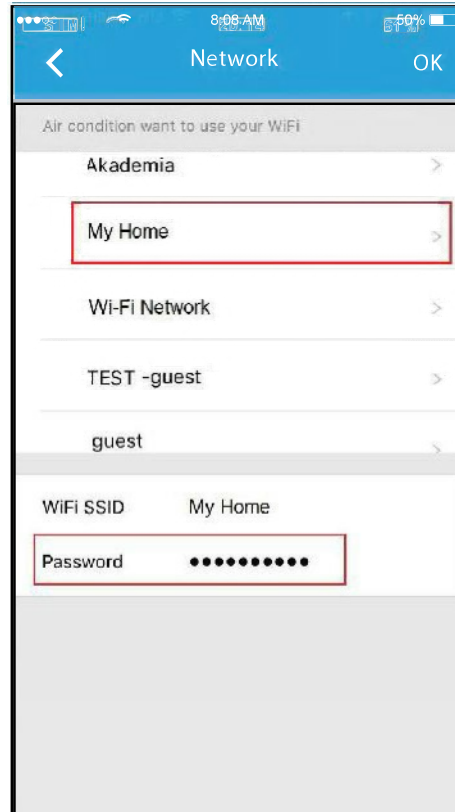 8:08 AM 50%
Network OK
Air condition want to use your WiFi
Akademia
My Home
Wi-Fi Network
TEST -guest
guest
WiFi SSID My Home
Password ●●●●●●●●●●